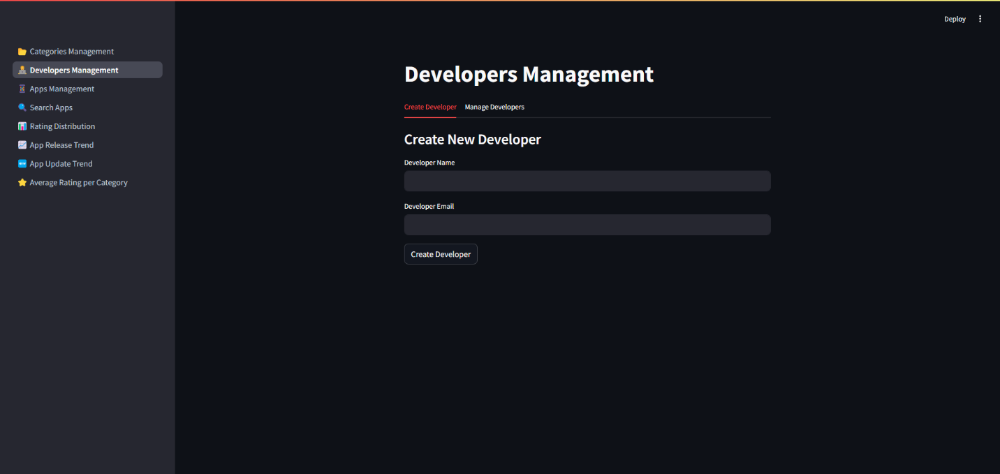 Deploy
Categories Management
Developers Management
Apps Management
Search Apps
Rating Distribution
App Release Trend
App Update Trend
Average Rating per Category
Developers Management
Create Developer Manage Developers
Create New Developer
Developer Name
Developer Email
Create Developer